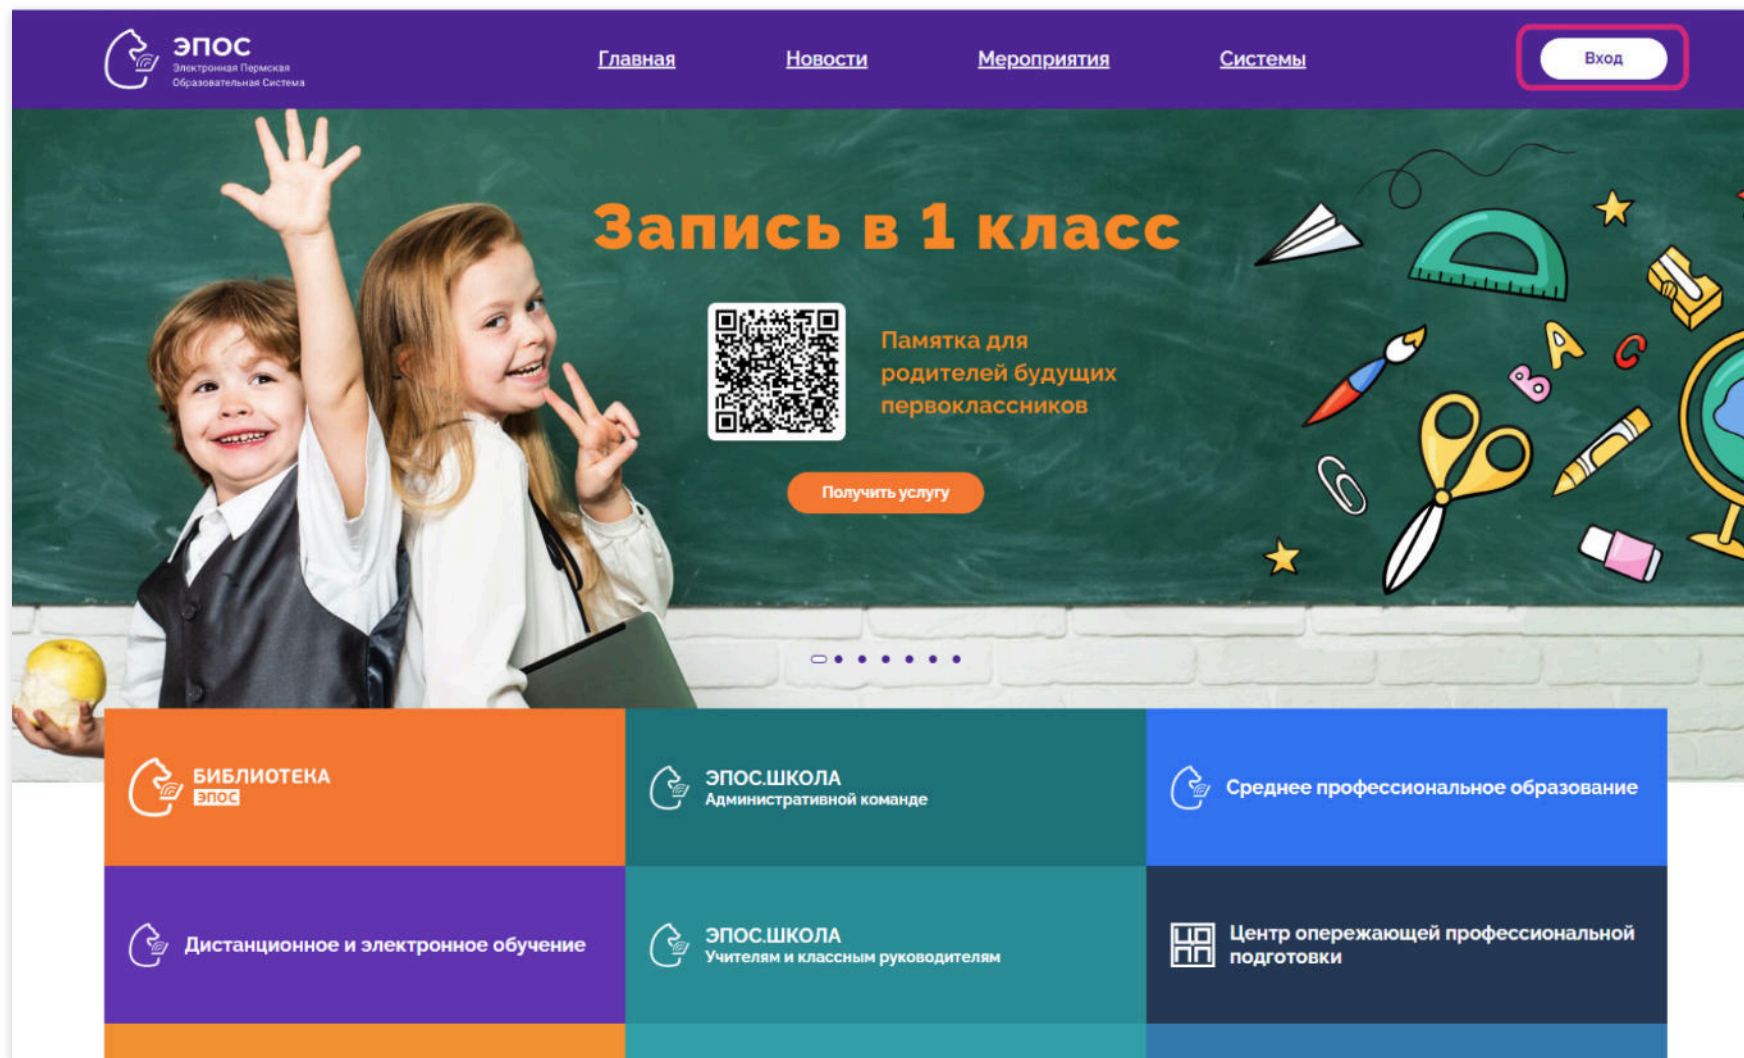 ЭПОС
Электронная Пермская
Образовательная Система
Главная
Новости
Мероприятия
Системы
Вход
Запись в 1 класс
Памятка для
родителей будущих
первоклассников
Получить услугу
B A C
БИБЛИОТЕКА
ЭПОС
ЭПОС.ШКОЛА
Административной команде
Среднее профессиональное образование
Дистанционное и электронное обучение
ЭПОС.ШКОЛА
Учителям и классным руководителям
ЦО
ПП
Центр опережающей профессиональной
подготовки